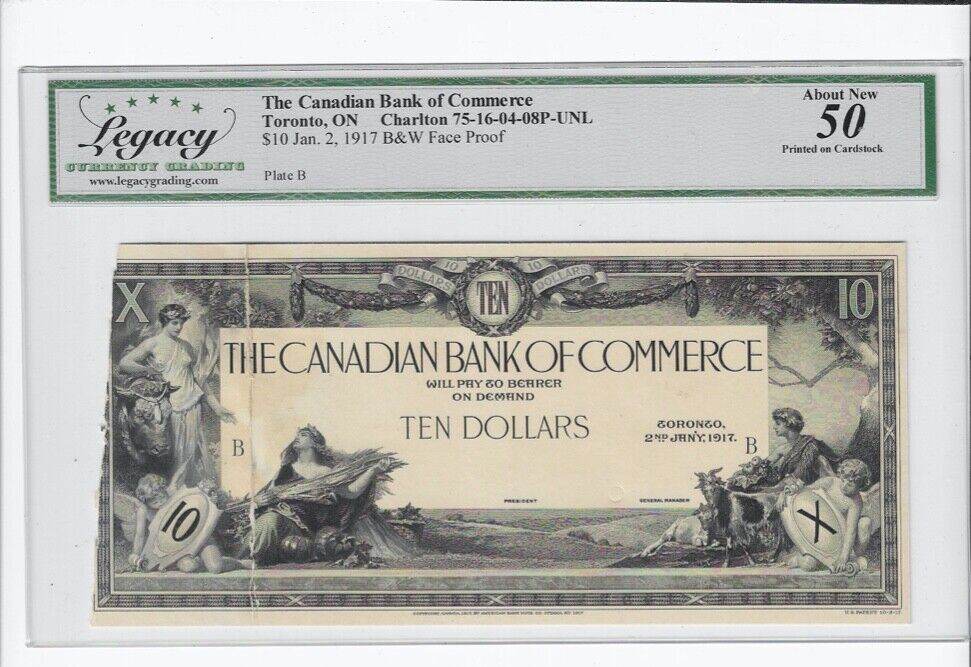 Legacy
CURRENCY GRADING
www.legacygrading.com
The Canadian Bank of Commerce
Toronto, ON Charlton 75-16-04-08P-UNL
$10 Jan. 2, 1917 B&W Face Proof
Plate B
About New
50
Printed on Cardstock
DOLLARS 10 10 DOLLARS
X TEN 10
THE CANADIAN BANK OF COMMERCE
WILL PAY TO BEARER
ON DEMAND
TEN DOLLARS
TORONTO,
2ND JANY. 1917.
B B
PRESIDENT GENERAL MANAGER
10 X
U.S. PATENT